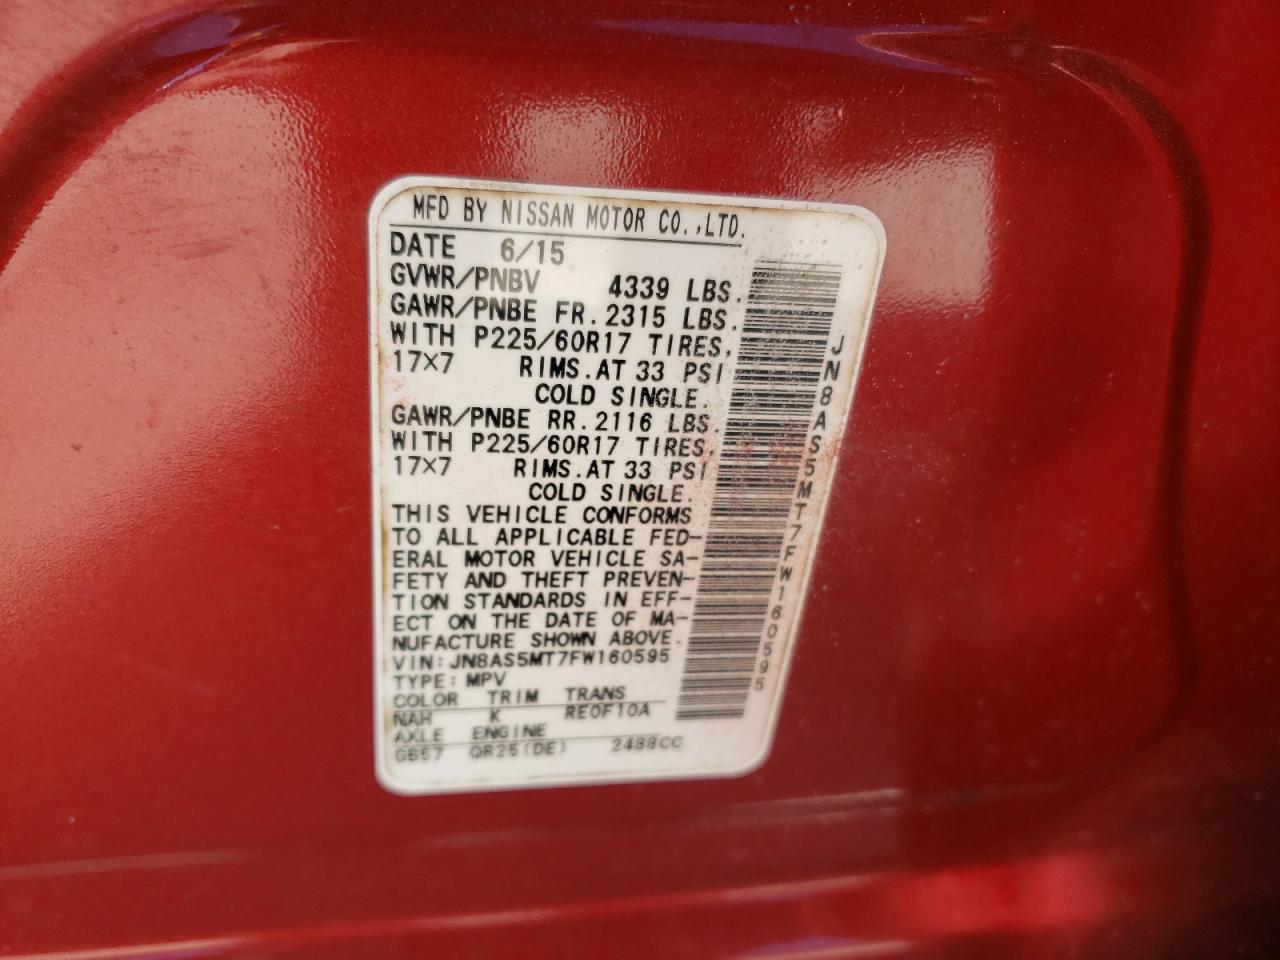 MFD BY NISSAN MOTOR CO.,LTD.
DATE 6/15
GVWR/PNBV 4339 LBS.
GAWR/PNBE FR.2315 LBS.
WITH P225/60R17 TIRES,
17×7 RIMS.AT 33 PSI
COLD SINGLE.
GAWR/PNBE RR.2116 LBS.
WITH P225/60R17 TIRES,
17×7 RIMS.AT 33 PSI
COLD SINGLE.
THIS VEHICLE CONFORMS
TO ALL APPLICABLE FED-
ERAL MOTOR VEHICLE SA-
FETY AND THEFT PREVEN-
TION STANDARDS IN EFF-
ECT ON THE DATE OF MA-
NUFACTURE SHOWN ABOVE.
VIN:JN8AS5MT7FW160595
TYPE:MPV
COLOR TRIM TRANS
NAH K RE0F10A
AXLE ENGINE
GB57 QR25(DE) 2488CC
JN8AS5MT7FW160595